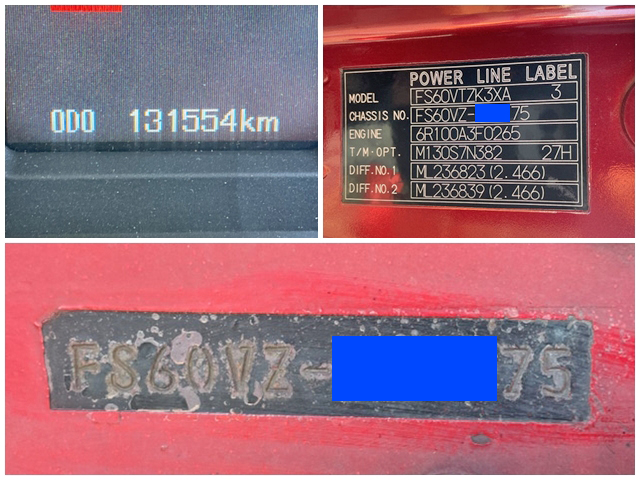 ODO 131554km
POWER LINE LABEL
MODEL FS60VTZK3XA 3
CHASSIS NO. FS60VZ- 75
ENGINE 6R100A3F0265
T/M·OPT. M130S7N382 27H
DIFF.NO.1 ML236823(2.466)
DIFF.NO.2 ML236839(2.466)
FS60VZ- 75